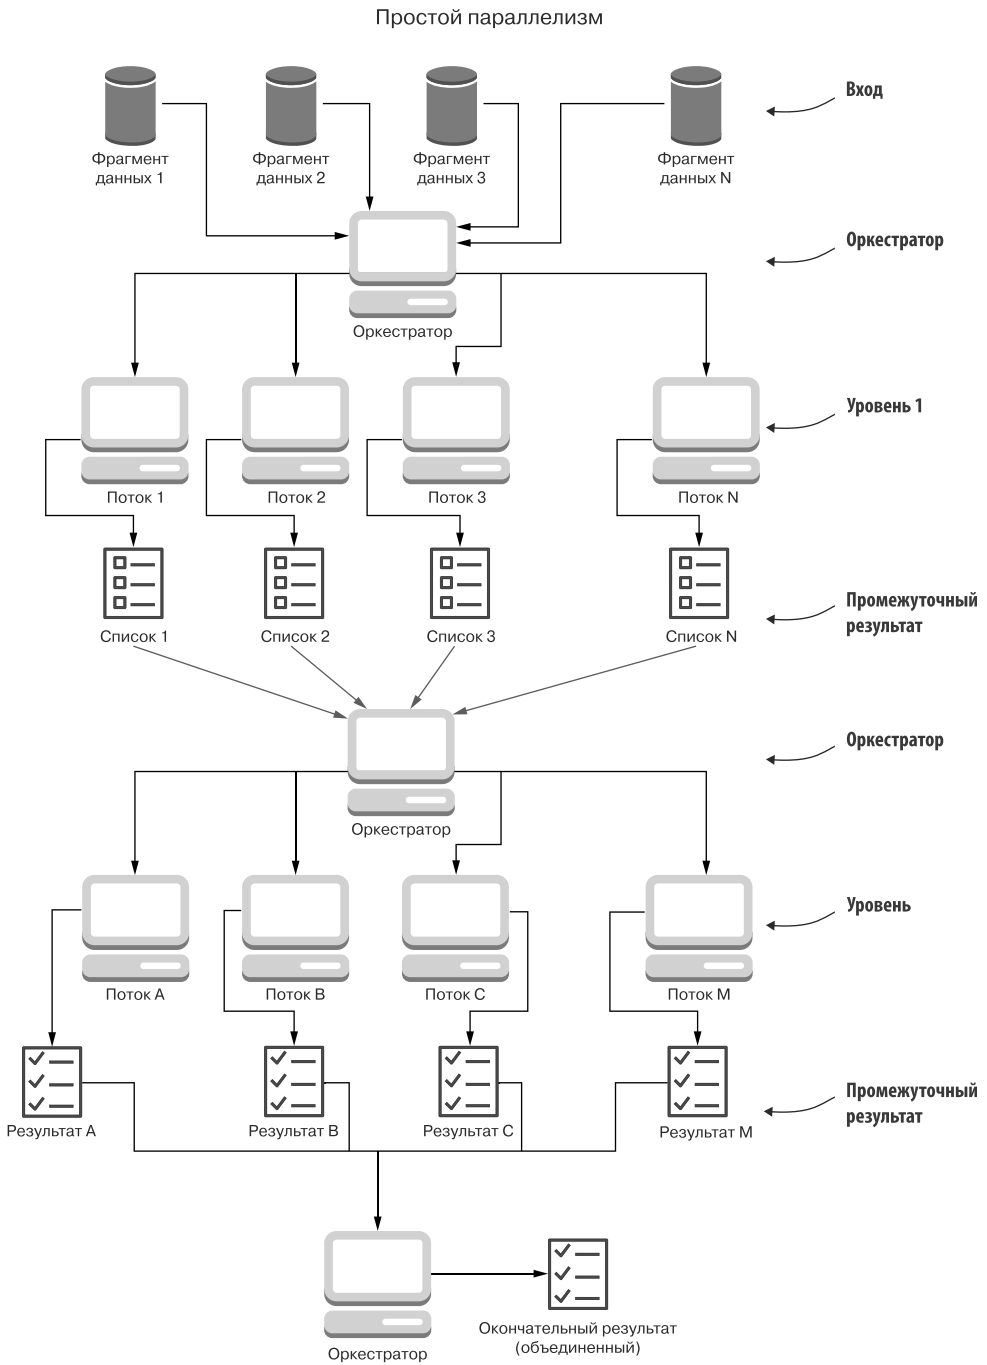 Простой параллелизм
Вход
Фрагмент
данных 1
Фрагмент
данных 2
Фрагмент
данных 3
Фрагмент
данных N
Оркестратор
Оркестратор
Уровень 1
Поток 1
Поток 2
Поток 3
Поток N
Промежуточный
результат
Список 1
Список 2
Список 3
Список N
Оркестратор
Оркестратор
Уровень
Поток A
Поток B
Поток C
Поток M
Промежуточный
результат
Результат A
Результат B
Результат C
Результат M
Окончательный результат
(объединенный)
Оркестратор